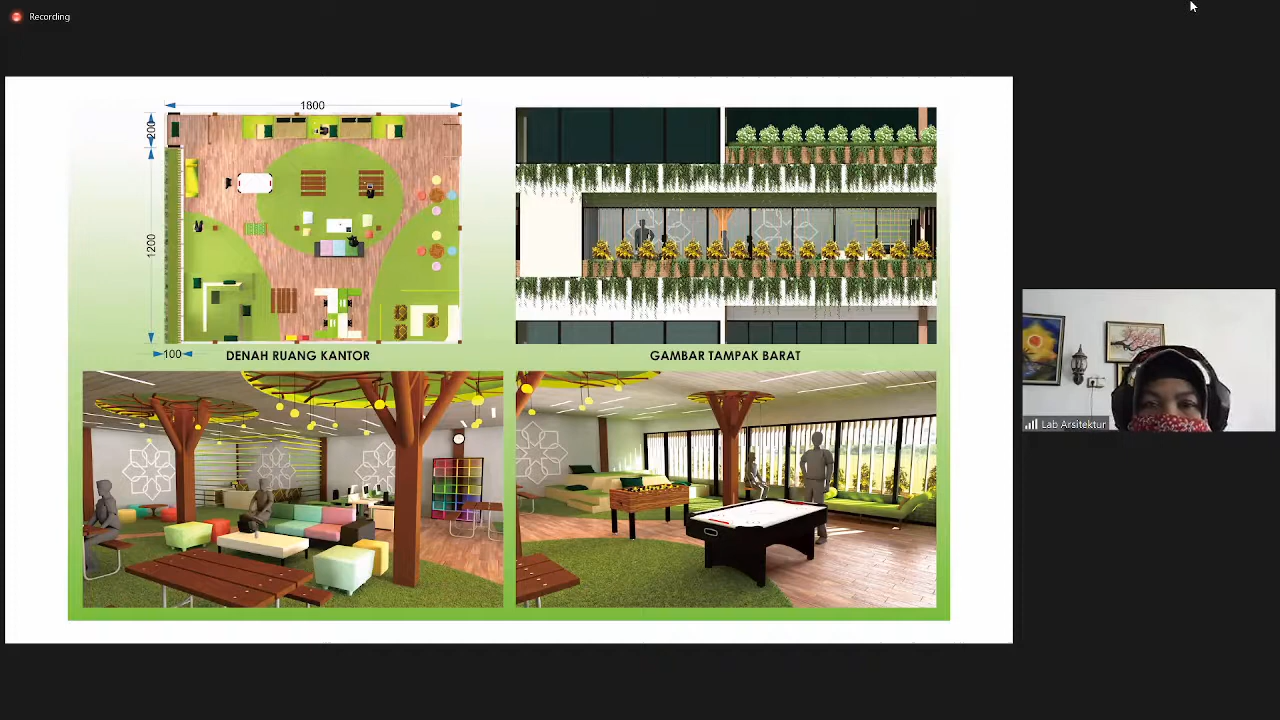 Recording
1800
200
1200
100
DENAH RUANG KANTOR
GAMBAR TAMPAK BARAT
Lab Arsitektur